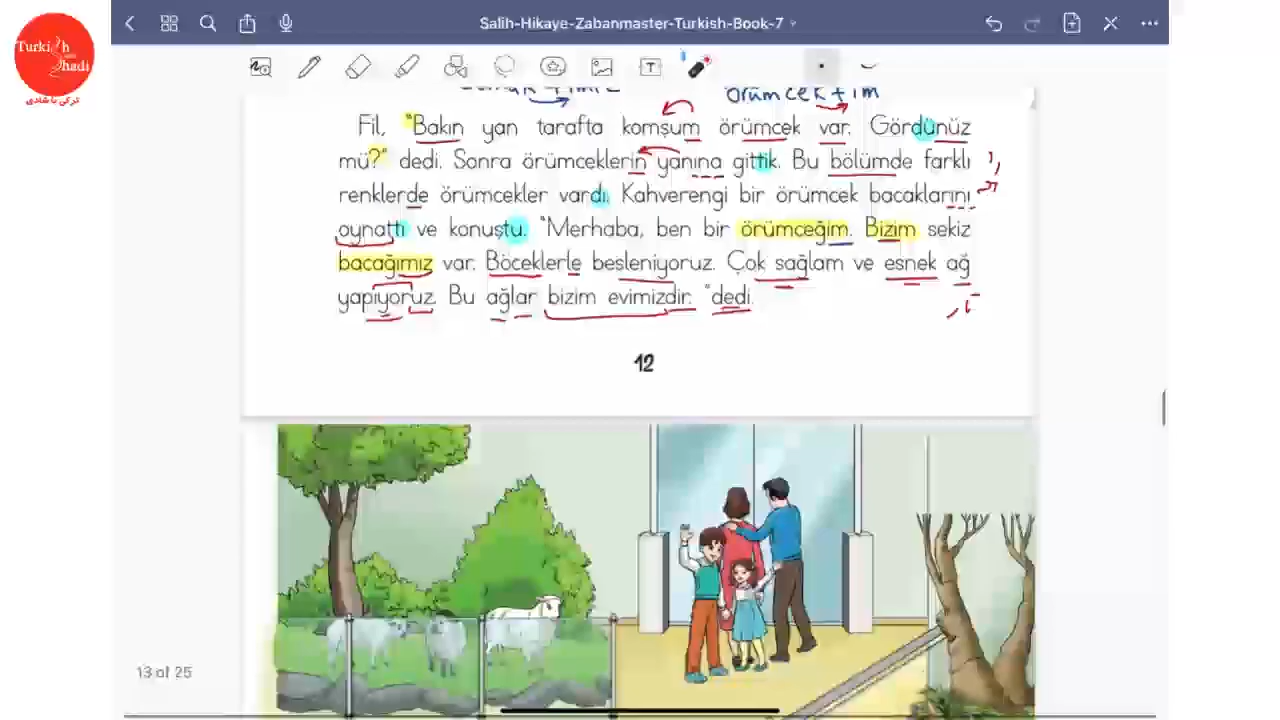 Turkish
with
Shadi
ترکی با شادی
Salih-Hikaye-Zabanmaster-Turkish-Book-7
örümcek+im
Fil, "Bakın yan tarafta komşum örümcek var. Gördünüz
mü?" dedi. Sonra örümceklerin yanına gittik. Bu bölümde farklı
renklerde örümcekler vardı. Kahverengi bir örümcek bacaklarını
oynattı ve konuştu. "Merhaba, ben bir örümceğim. Bizim sekiz
bacağımız var. Böceklerle besleniyoruz. Çok sağlam ve esnek ağ
yapıyoruz. Bu ağlar bizim evimizdir. "dedi.
12
13 of 25